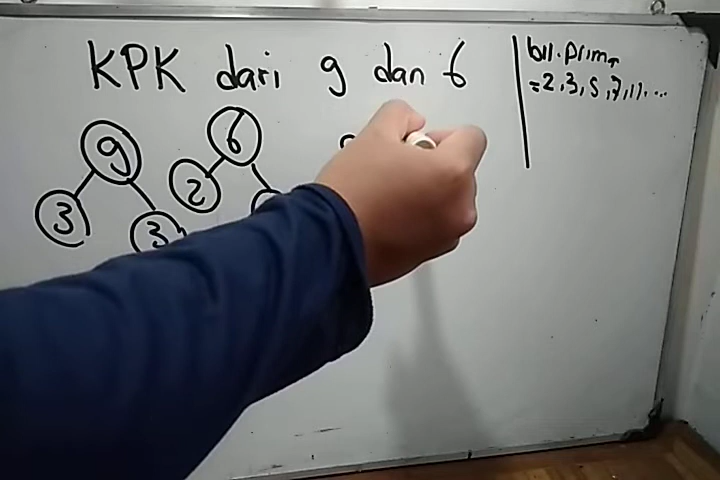 KPK dari 9 dan 6
bil. prima
= 2, 3, 5, 7, 11, ...
9
6
3
3
2